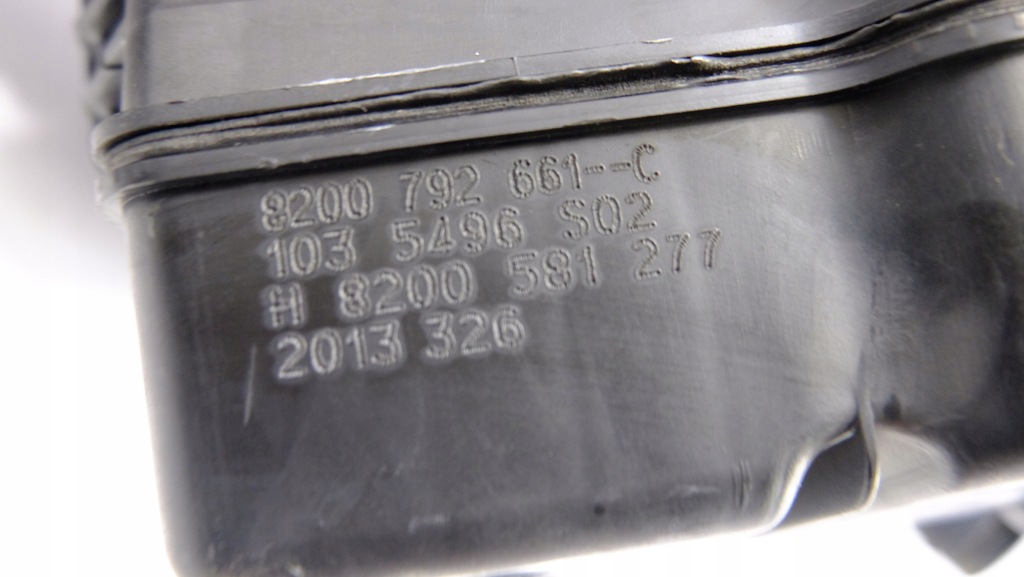 8200 792 661--C
103 5496 S02
H 8200 581 277
2013 326